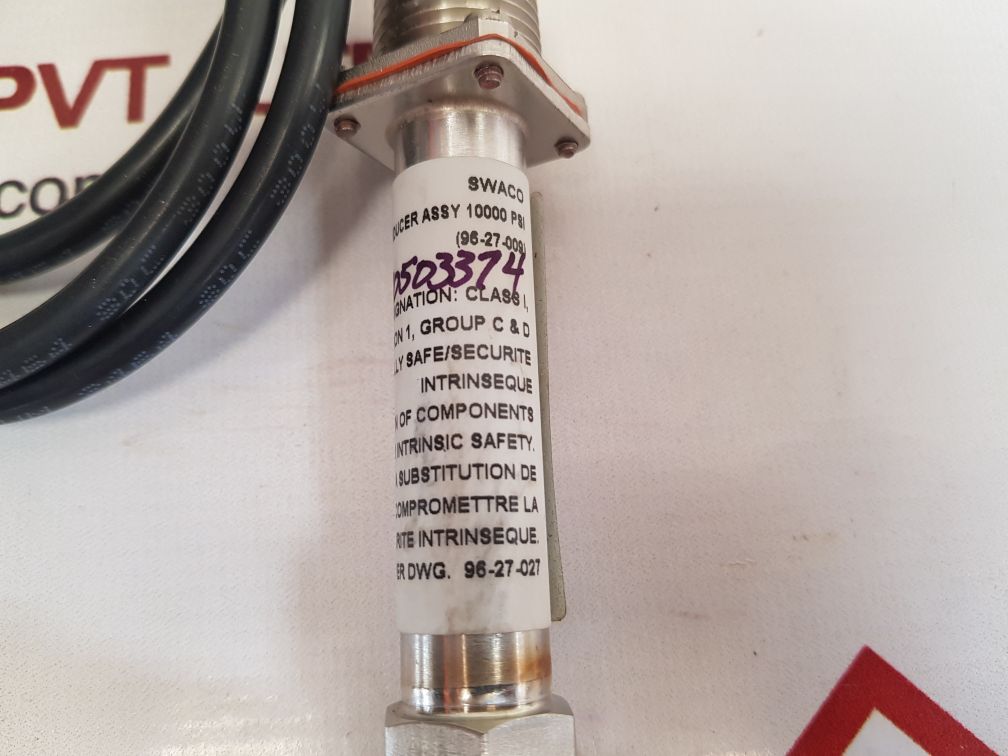 PVT
com
SWACO
DUCER ASSY 10000 PSI
(96-27-009)
0503374
IGNATION: CLASS I,
ON 1, GROUP C & D
LLY SAFE/SECURITE
INTRINSEQUE
N OF COMPONENTS
INTRINSIC SAFETY.
A SUBSTITUTION DE
COMPROMETTRE LA
RITE INTRINSEQUE.
ER DWG. 96-27-027